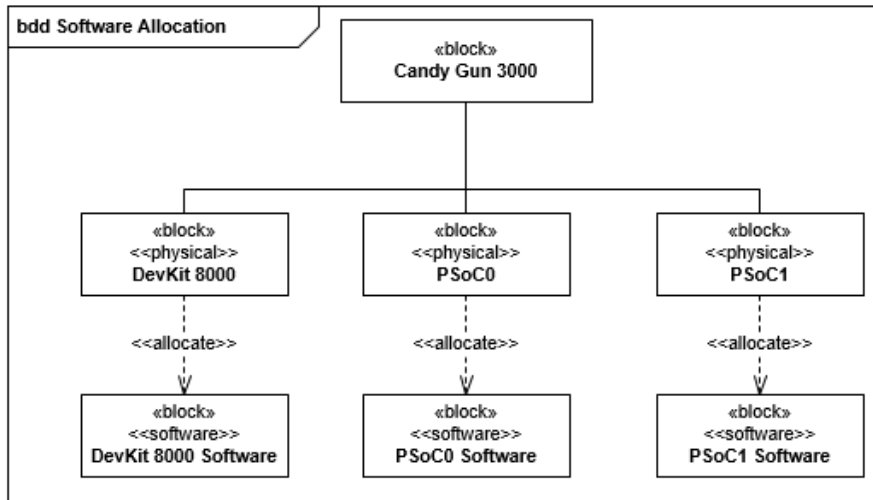 bdd Software Allocation
«block»
Candy Gun 3000
«block»
<<physical>>
DevKit 8000
«block»
<<physical>>
PSoC0
«block»
<<physical>>
PSoC1
<<allocate>>
<<allocate>>
<<allocate>>
«block»
<<software>>
DevKit 8000 Software
«block»
<<software>>
PSoC0 Software
«block»
<<software>>
PSoC1 Software